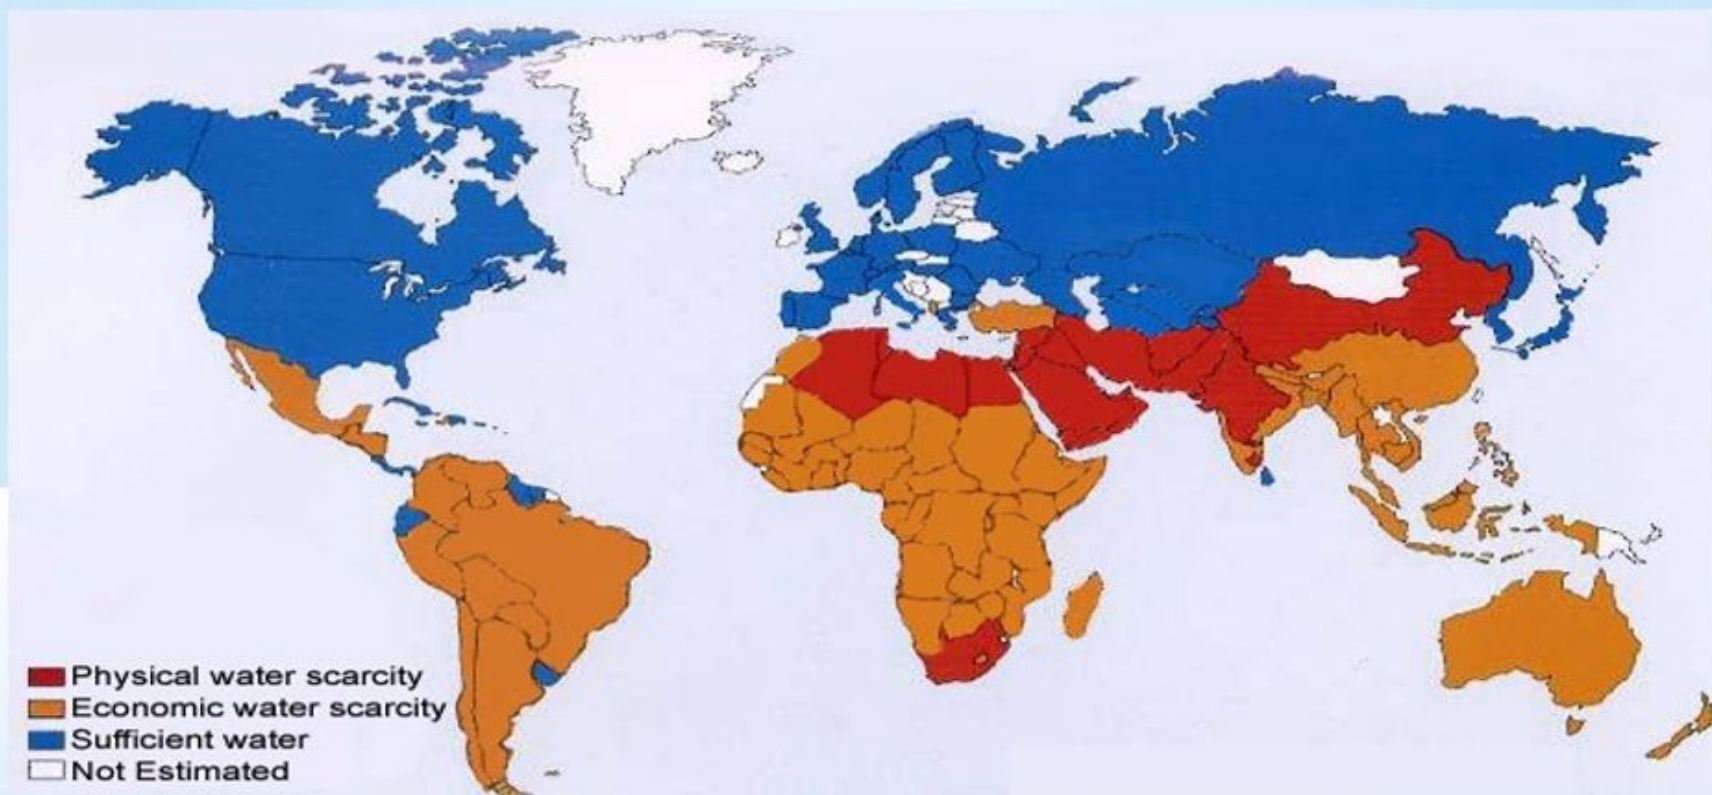 Physical water scarcity
Economic water scarcity
Sufficient water
Not Estimated